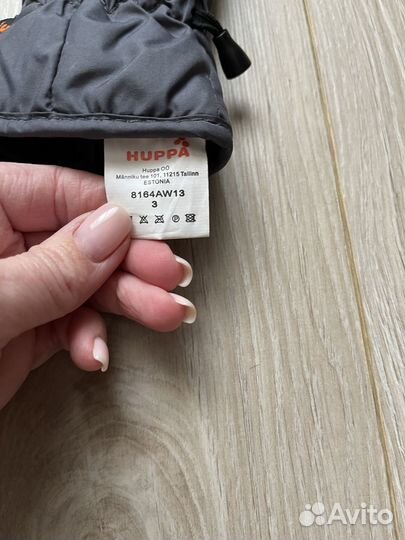 HUPPA
Huppa OÜ
Männiku tee 101, 11215 Tallinn
ESTONIA
8164AW13
3
Avito